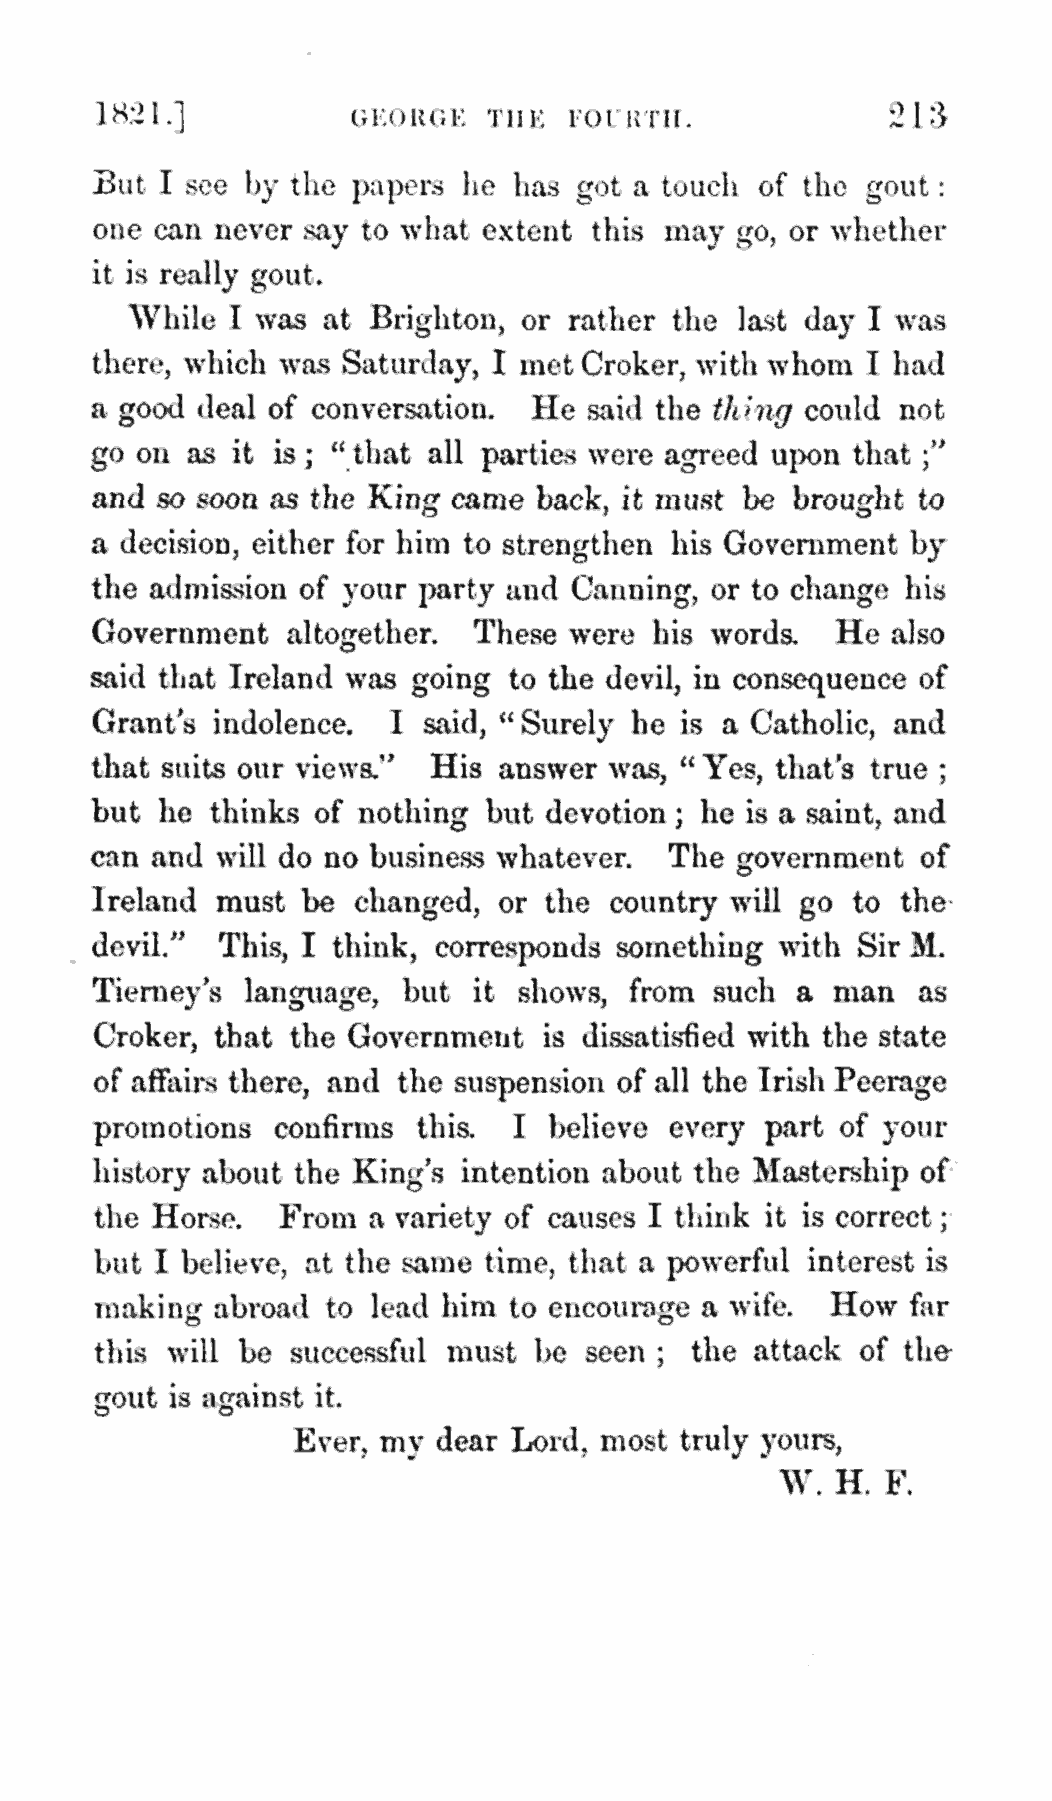 1821.] GEORGE THE FOURTH. 213
But I see by the papers he has got a touch of the gout :
one can never say to what extent this may go, or whether
it is really gout.
While I was at Brighton, or rather the last day I was
there, which was Saturday, I met Croker, with whom I had
a good deal of conversation. He said the thing could not
go on as it is ; “ that all parties were agreed upon that ;”
and so soon as the King came back, it must be brought to
a decision, either for him to strengthen his Government by
the admission of your party and Canning, or to change his
Government altogether. These were his words. He also
said that Ireland was going to the devil, in consequence of
Grant’s indolence. I said, “ Surely he is a Catholic, and
that suits our views.” His answer was, “ Yes, that’s true ;
but he thinks of nothing but devotion ; he is a saint, and
can and will do no business whatever. The government of
Ireland must be changed, or the country will go to the
devil.” This, I think, corresponds something with Sir M.
Tierney’s language, but it shows, from such a man as
Croker, that the Government is dissatisfied with the state
of affairs there, and the suspension of all the Irish Peerage
promotions confirms this. I believe every part of your
history about the King’s intention about the Mastership of
the Horse. From a variety of causes I think it is correct ;
but I believe, at the same time, that a powerful interest is
making abroad to lead him to encourage a wife. How far
this will be successful must be seen ; the attack of the
gout is against it.
Ever, my dear Lord, most truly yours,
W. H. F.